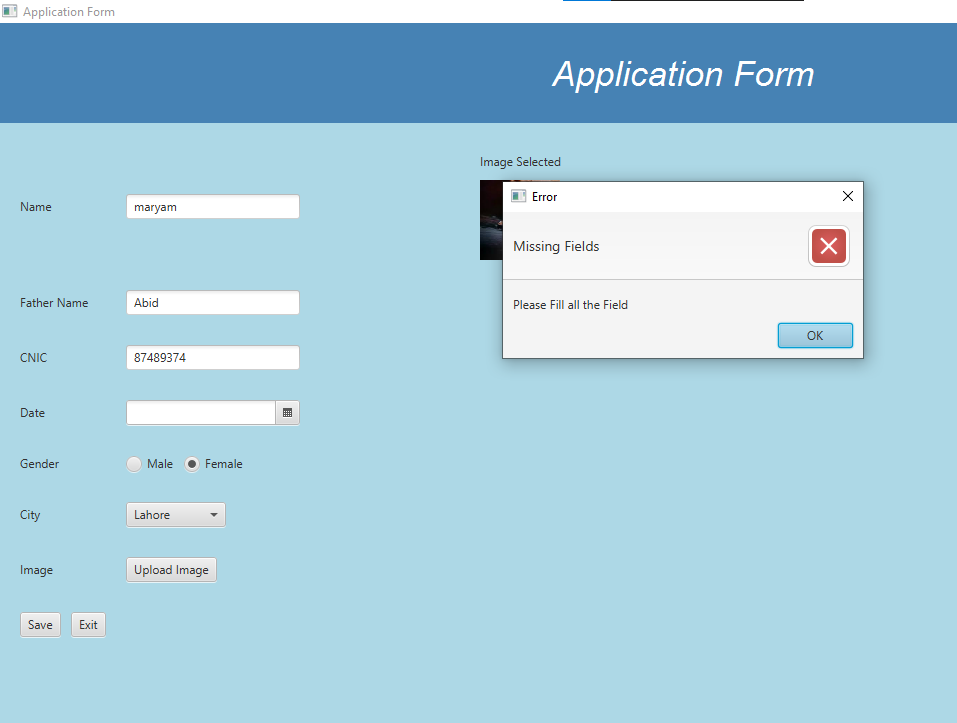 Application Form
Application Form
Image Selected
Name
maryam
Error
Missing Fields
Please Fill all the Field
OK
Father Name
Abid
CNIC
87489374
Date
Gender
Male
Female
City
Lahore
Image
Upload Image
Save
Exit